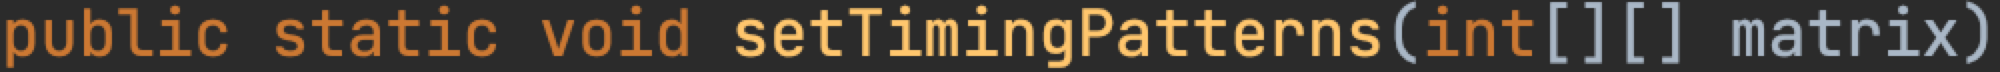 public static void setTimingPatterns(int[][] matrix)